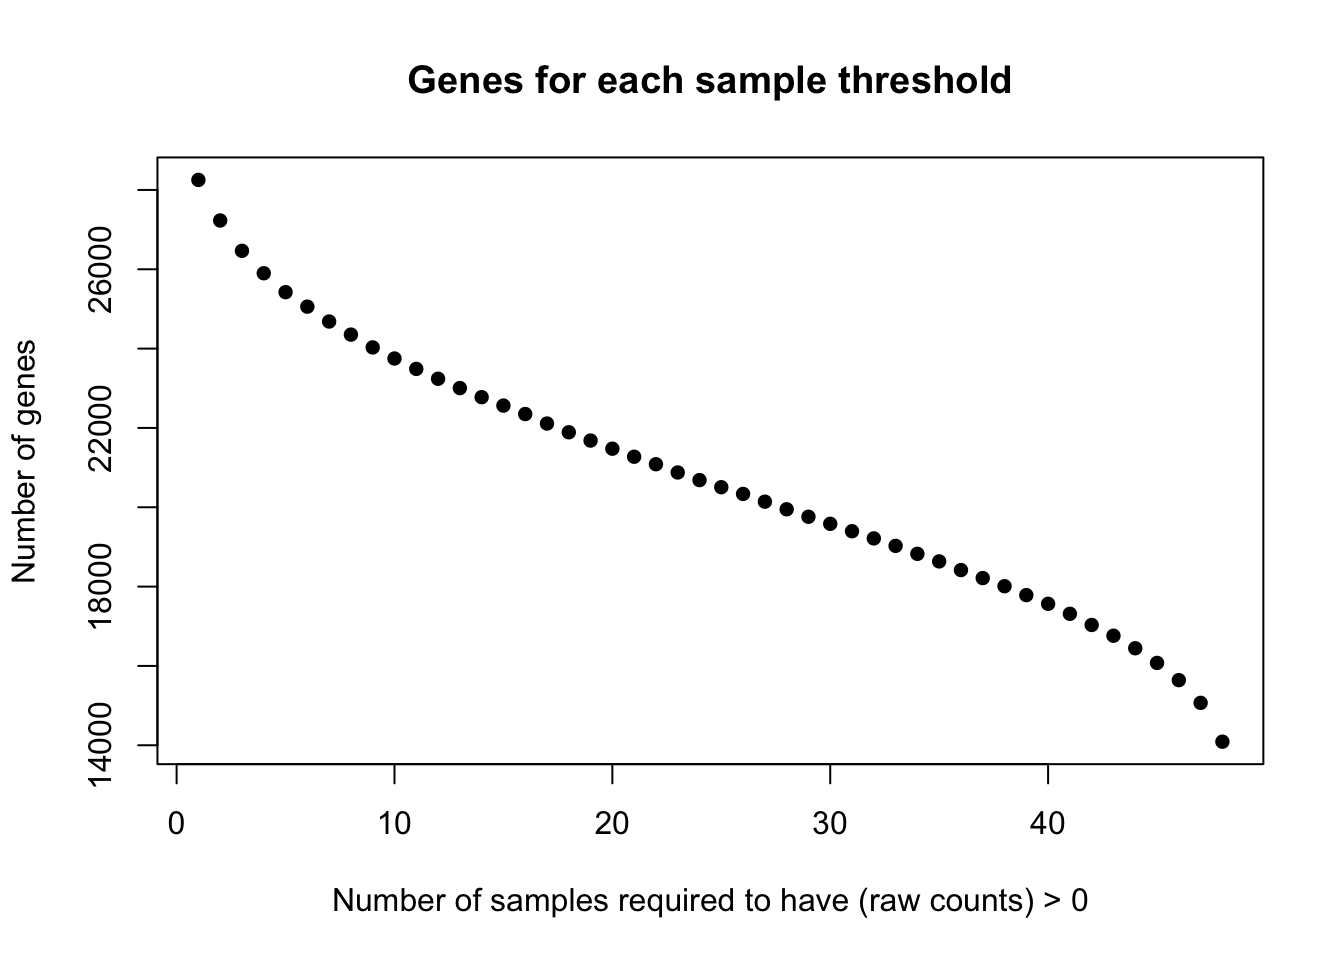 Genes for each sample threshold
Number of genes
26000
22000
18000
14000
0 10 20 30 40
Number of samples required to have (raw counts) > 0